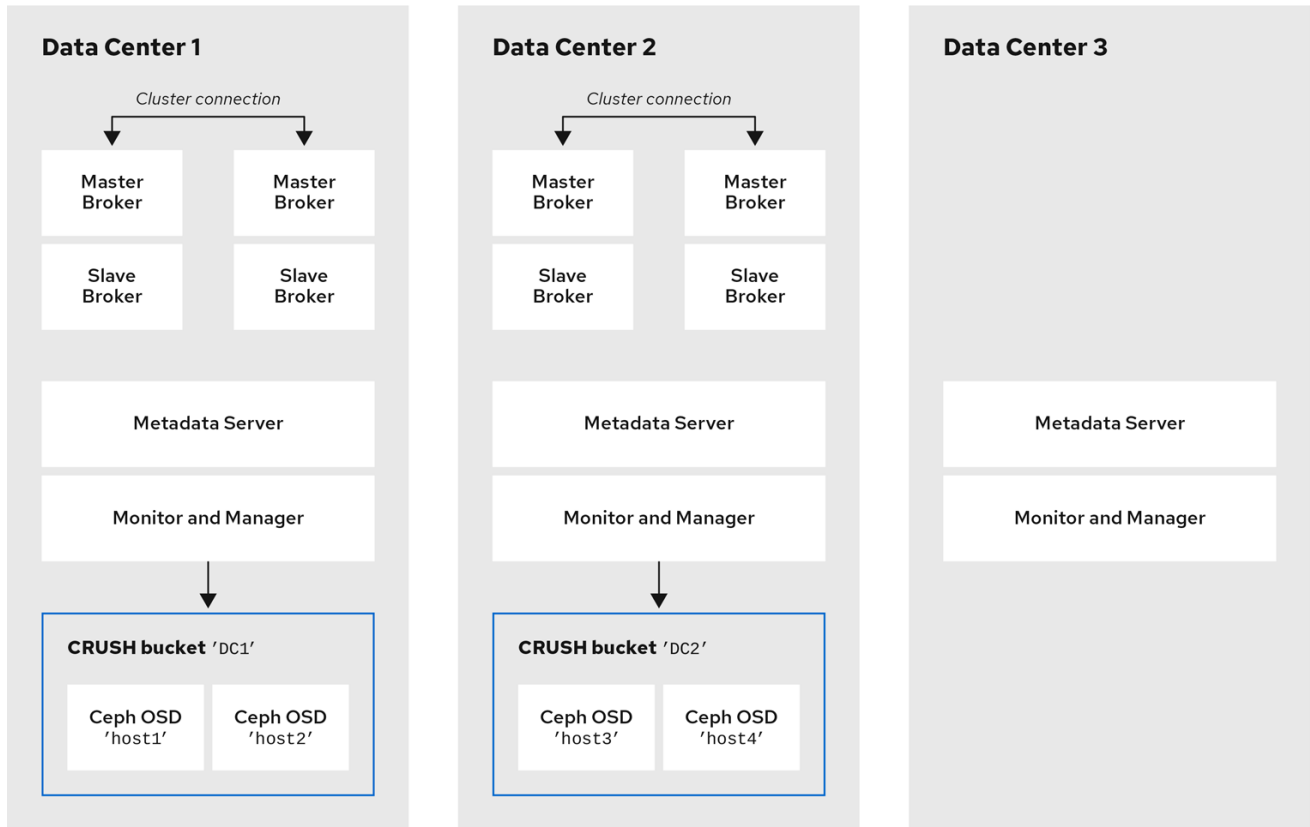 Data Center 1
Cluster connection
Master
Broker
Master
Broker
Slave
Broker
Slave
Broker
Metadata Server
Monitor and Manager
CRUSH bucket ’DC1’
Ceph OSD
’host1’
Ceph OSD
’host2’
Data Center 2
Cluster connection
Master
Broker
Master
Broker
Slave
Broker
Slave
Broker
Metadata Server
Monitor and Manager
CRUSH bucket ’DC2’
Ceph OSD
’host3’
Ceph OSD
’host4’
Data Center 3
Metadata Server
Monitor and Manager